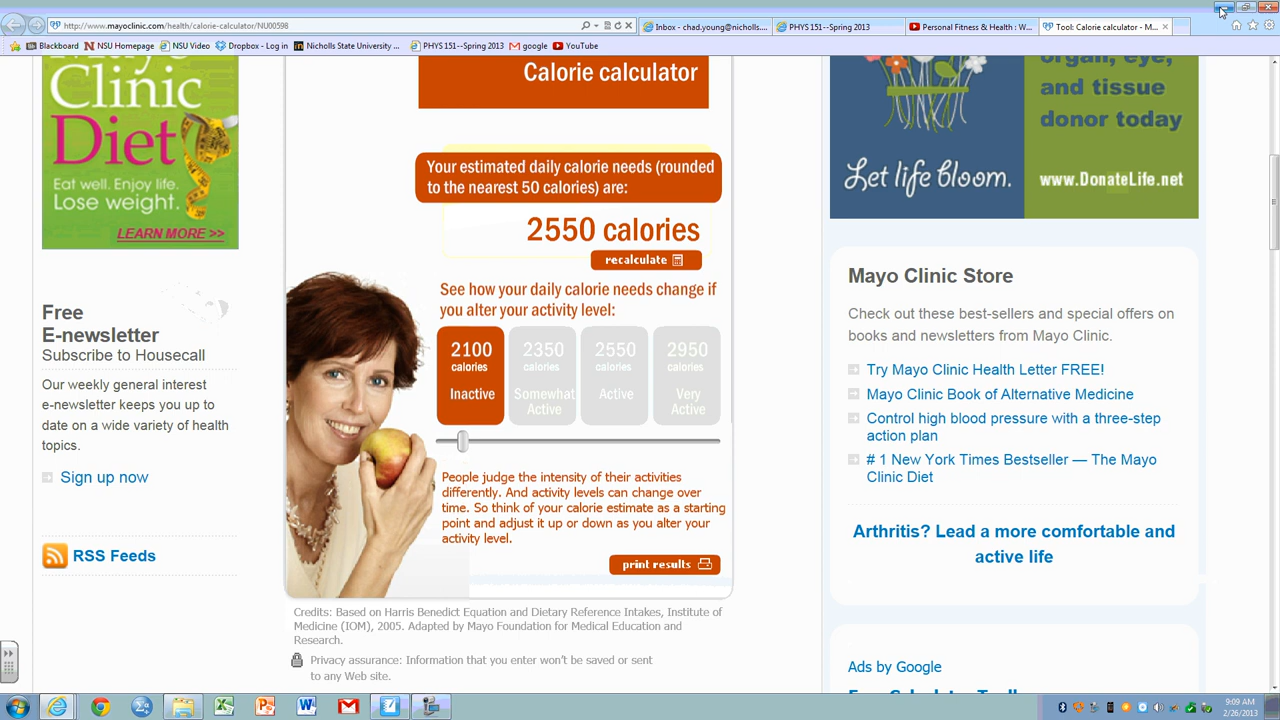 http://www.mayoclinic.com/health/calorie-calculator/NU00598
Inbox - chad.young@nicholls....
PHYS 151--Spring 2013
Personal Fitness & Health : W...
Tool: Calorie calculator - M...
Blackboard
NSU Homepage
NSU Video
Dropbox - Log in
Nicholls State University ...
PHYS 151--Spring 2013
google
YouTube
Clinic
Diet
Eat well. Enjoy life.
Lose weight.
LEARN MORE >>
Free
E-newsletter
Subscribe to Housecall
Our weekly general interest
e-newsletter keeps you up to
date on a wide variety of health
topics.
Sign up now
RSS Feeds
Calorie calculator
Your estimated daily calorie needs (rounded
to the nearest 50 calories) are:
2550 calories
recalculate
See how your daily calorie needs change if
you alter your activity level:
2100
calories
Inactive
2350
calories
Somewhat
Active
2550
calories
Active
2950
calories
Very
Active
People judge the intensity of their activities
differently. And activity levels can change over
time. So think of your calorie estimate as a starting
point and adjust it up or down as you alter your
activity level.
print results
Credits: Based on Harris Benedict Equation and Dietary Reference Intakes, Institute of
Medicine (IOM), 2005. Adapted by Mayo Foundation for Medical Education and
Research.
Privacy assurance: Information that you enter won't be saved or sent
to any Web site.
organ, eye,
and tissue
donor today
Let life bloom.
www.DonateLife.net
Mayo Clinic Store
Check out these best-sellers and special offers on
books and newsletters from Mayo Clinic.
Try Mayo Clinic Health Letter FREE!
Mayo Clinic Book of Alternative Medicine
Control high blood pressure with a three-step
action plan
# 1 New York Times Bestseller — The Mayo
Clinic Diet
Arthritis? Lead a more comfortable and
active life
Ads by Google
9:09 AM
2/26/2013